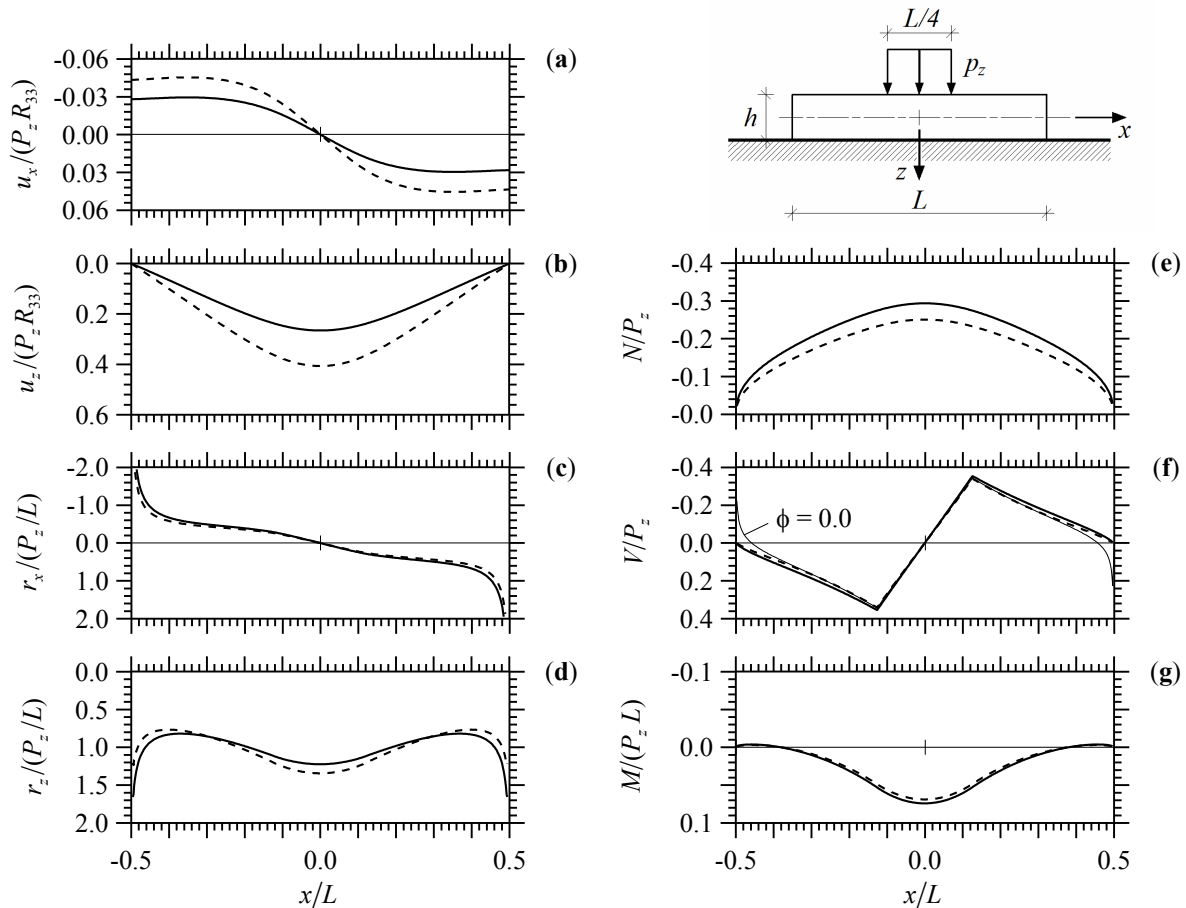 (a)
-0.06
-0.03
0.00
0.03
0.06
u_x/(P_z R_33)
L/4
p_z
h
x
z
L
(b)
0.0
0.2
0.4
0.6
u_z/(P_z R_33)
(e)
-0.4
-0.3
-0.2
-0.1
-0.0
N/P_z
(c)
-2.0
-1.0
0.0
1.0
2.0
r_x/(P_z/L)
(f)
-0.4
-0.2
0.0
0.2
0.4
V/P_z
ϕ = 0.0
(d)
0.0
0.5
1.0
1.5
2.0
r_z/(P_z/L)
-0.5 0.0 0.5
x/L
(g)
-0.1
0.0
0.1
M/(P_z L)
-0.5 0.0 0.5
x/L